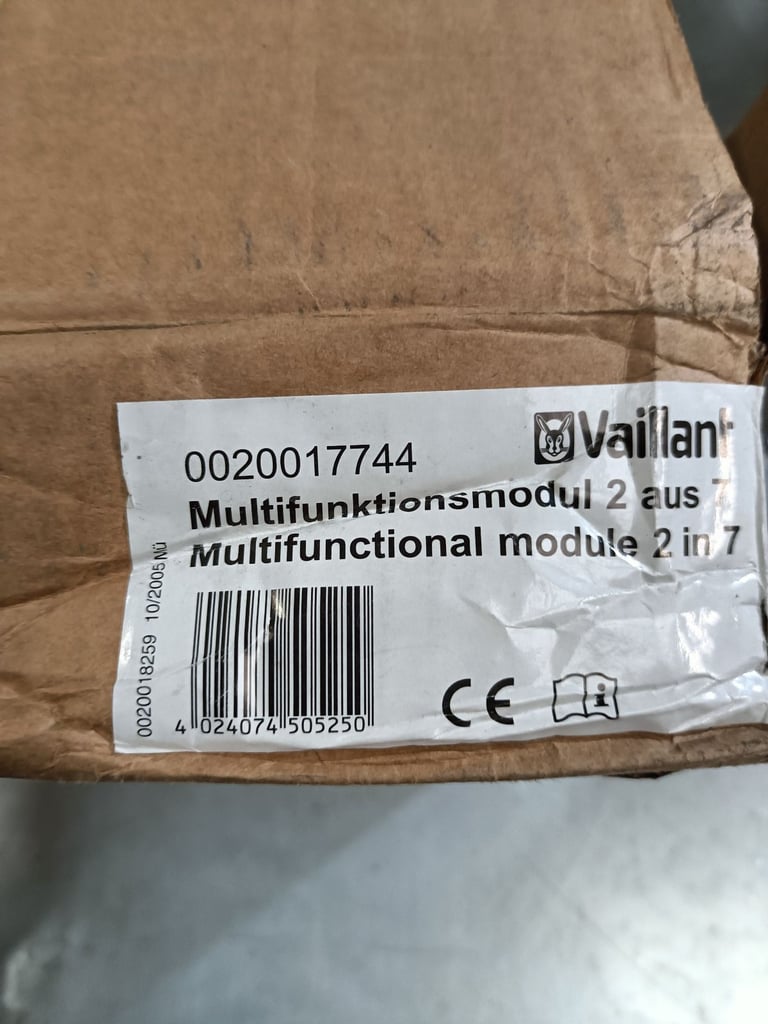 0020017744
Vaillant
Multifunktionsmodul 2 aus 7
Multifunctional module 2 in 7
0020018259 10/2005 Mü
4 024074 505250
CE
i